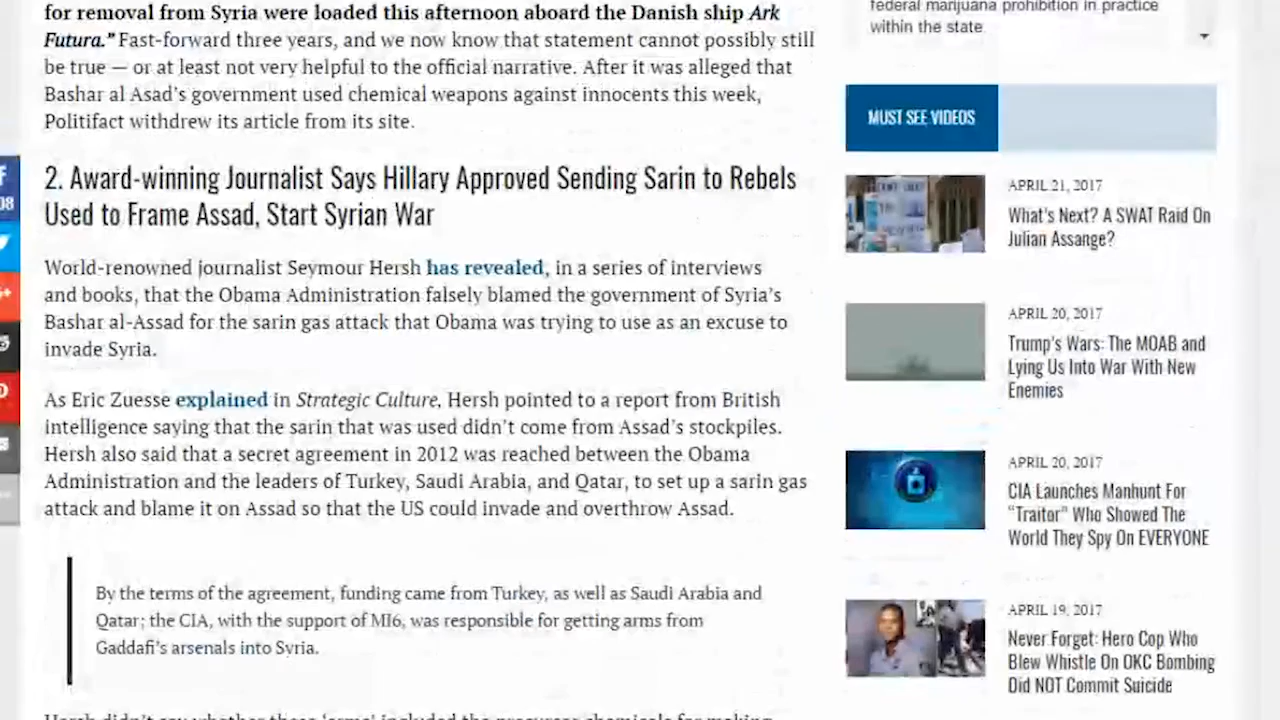 for removal from Syria were loaded this afternoon aboard the Danish ship Ark
Futura.” Fast-forward three years, and we now know that statement cannot possibly still
be true — or at least not very helpful to the official narrative. After it was alleged that
Bashar al Asad’s government used chemical weapons against innocents this week,
Politifact withdrew its article from its site.
2. Award-winning Journalist Says Hillary Approved Sending Sarin to Rebels
Used to Frame Assad, Start Syrian War
World-renowned journalist Seymour Hersh has revealed, in a series of interviews
and books, that the Obama Administration falsely blamed the government of Syria’s
Bashar al-Assad for the sarin gas attack that Obama was trying to use as an excuse to
invade Syria.
As Eric Zuesse explained in Strategic Culture, Hersh pointed to a report from British
intelligence saying that the sarin that was used didn’t come from Assad’s stockpiles.
Hersh also said that a secret agreement in 2012 was reached between the Obama
Administration and the leaders of Turkey, Saudi Arabia, and Qatar, to set up a sarin gas
attack and blame it on Assad so that the US could invade and overthrow Assad.
By the terms of the agreement, funding came from Turkey, as well as Saudi Arabia and
Qatar; the CIA, with the support of MI6, was responsible for getting arms from
Gaddafi’s arsenals into Syria.
Hersh didn’t say whether these ‘arms’ included the precursor chemicals for making
federal marijuana prohibition in practice
within the state
MUST SEE VIDEOS
APRIL 21, 2017
What’s Next? A SWAT Raid On
Julian Assange?
APRIL 20, 2017
Trump’s Wars: The MOAB and
Lying Us Into War With New
Enemies
APRIL 20, 2017
CIA Launches Manhunt For
“Traitor” Who Showed The
World They Spy On EVERYONE
APRIL 19, 2017
Never Forget: Hero Cop Who
Blew Whistle On OKC Bombing
Did NOT Commit Suicide